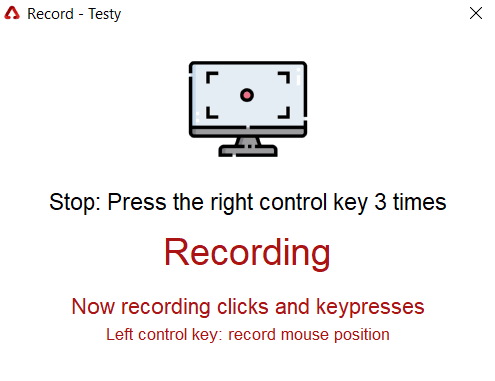 Record - Testy
Stop: Press the right control key 3 times
Recording
Now recording clicks and keypresses
Left control key: record mouse position